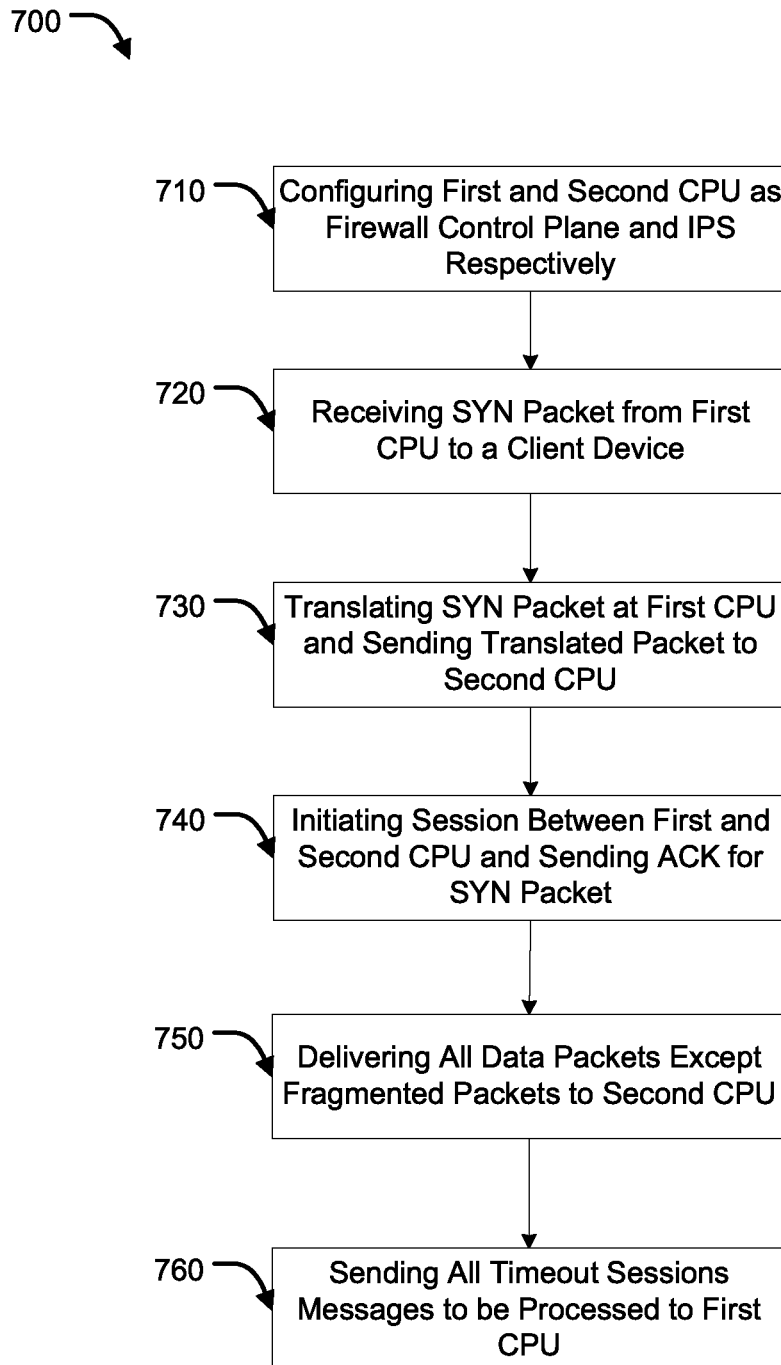 700
710
Configuring First and Second CPU as
Firewall Control Plane and IPS
Respectively
720
Receiving SYN Packet from First
CPU to a Client Device
730
Translating SYN Packet at First CPU
and Sending Translated Packet to
Second CPU
740
Initiating Session Between First and
Second CPU and Sending ACK for
SYN Packet
750
Delivering All Data Packets Except
Fragmented Packets to Second CPU
760
Sending All Timeout Sessions
Messages to be Processed to First
CPU